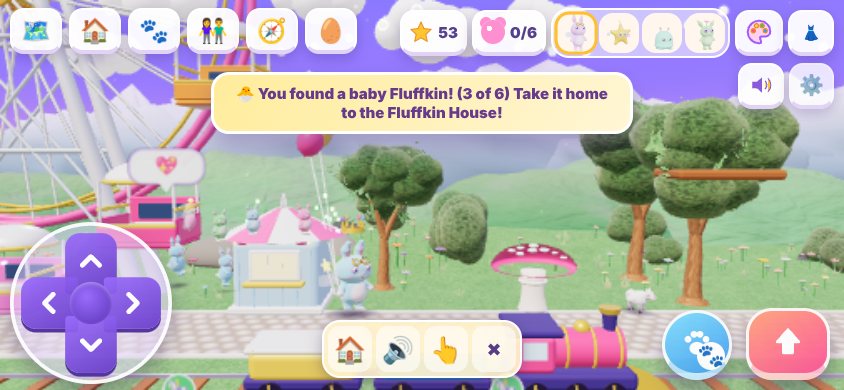 53
0/6
🐣 You found a baby Fluffkin! (3 of 6) Take it home
to the Fluffkin House!